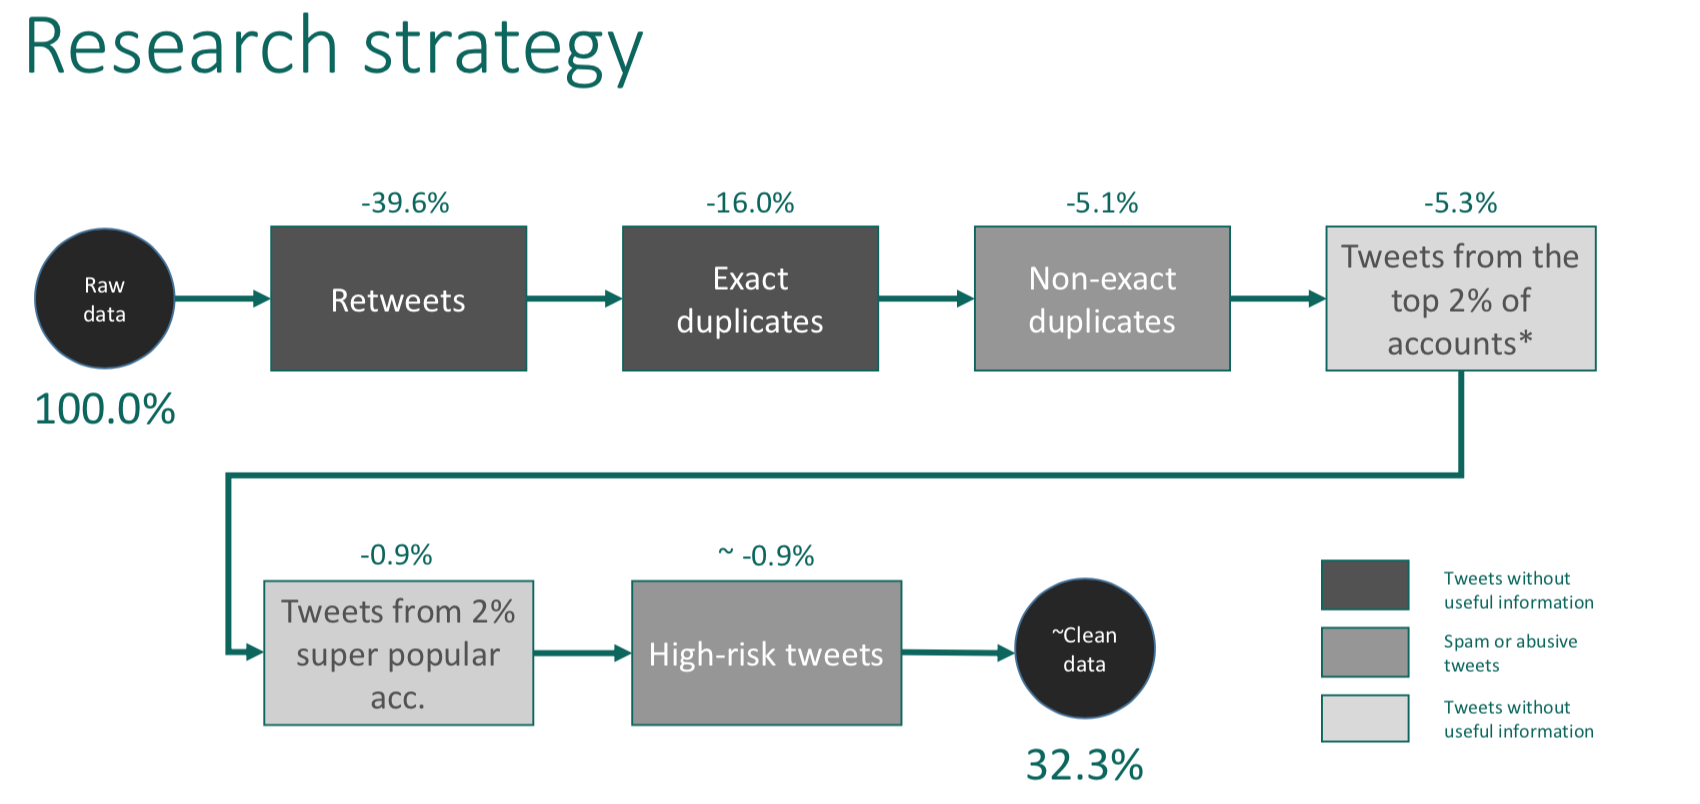 Research strategy
-39.6%
-16.0%
-5.1%
-5.3%
Raw
data
Retweets
Exact
duplicates
Non-exact
duplicates
Tweets from the
top 2% of
accounts*
100.0%
-0.9%
~ -0.9%
Tweets from 2%
super popular
acc.
High-risk tweets
~Clean
data
32.3%
Tweets without
useful information
Spam or abusive
tweets
Tweets without
useful information